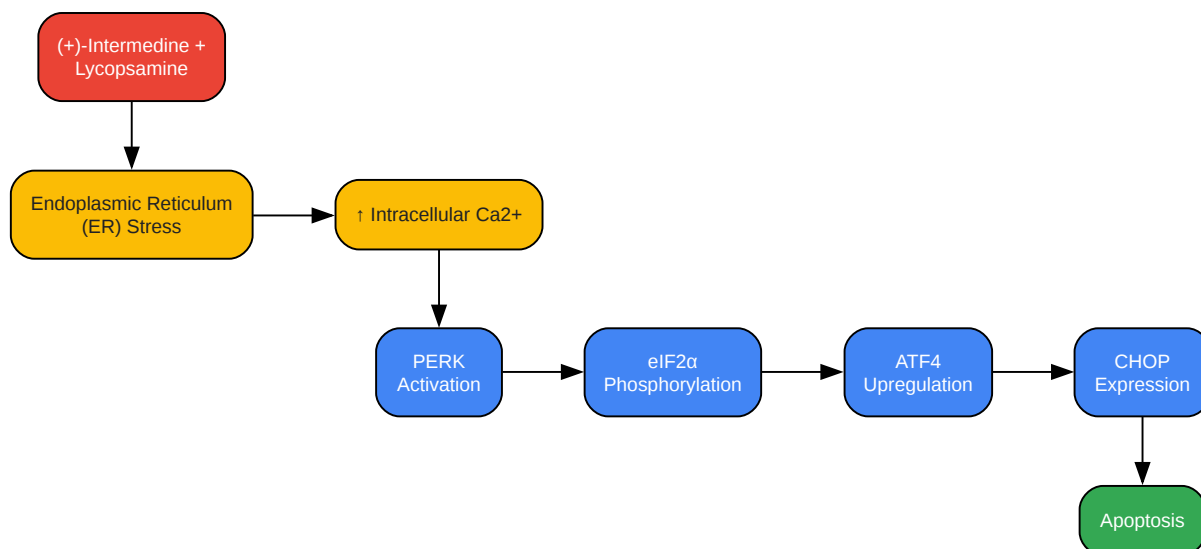 (+)-Intermedine +
Lycopsamine
Endoplasmic Reticulum
(ER) Stress
↑ Intracellular Ca2+
PERK
Activation
eIF2α
Phosphorylation
ATF4
Upregulation
CHOP
Expression
Apoptosis